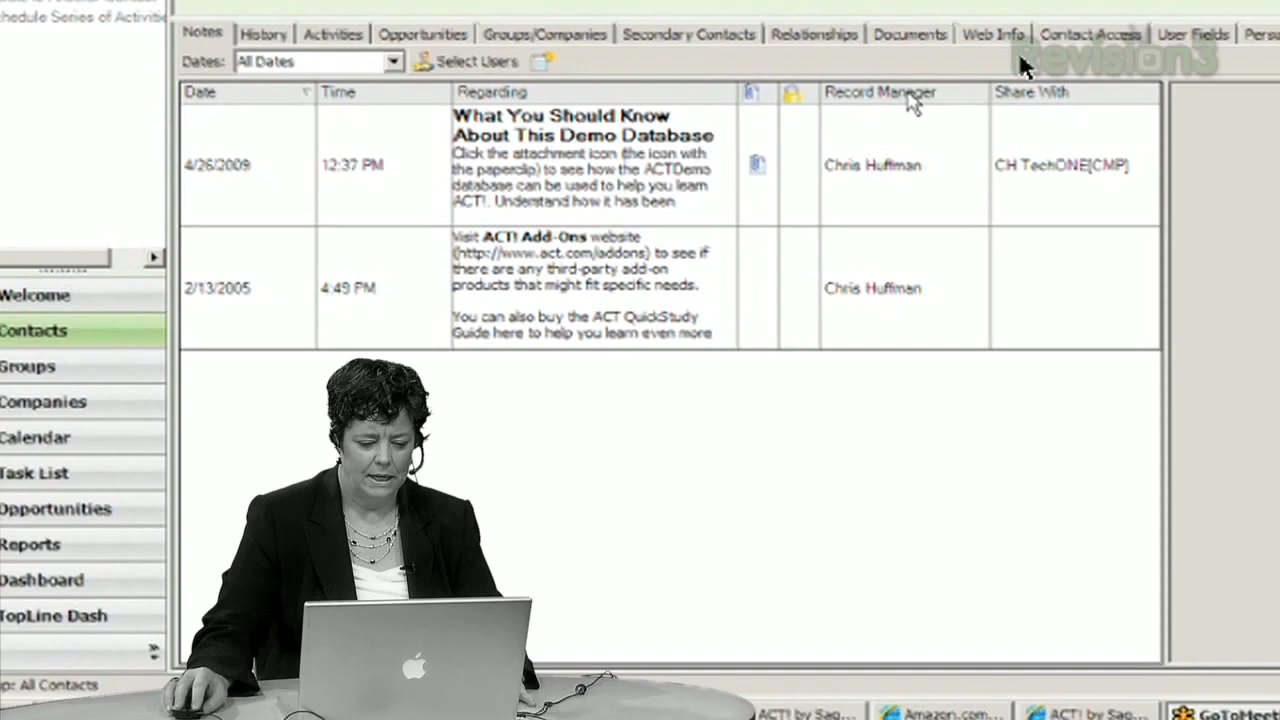 chedule Series of Activitie
Notes History Activities Opportunities Groups/Companies Secondary Contacts Relationships Documents Web Info Contact Access User Fields Perso
Revision3
Dates: All Dates Select Users
Date Time Regarding Record Manager Share With
What You Should Know
About This Demo Database
Click the attachment icon (the icon with
the paperclip) to see how the ACTDemo
database can be used to help you learn
ACT!. Understand how it has been
4/26/2009 12:37 PM Chris Huffman CH TechONE[CMP]
Visit ACT! Add-Ons website
(http://www.act.com/addons) to see if
there are any third-party add-on
products that might fit specific needs.
You can also buy the ACT QuickStudy
Guide here to help you learn even more
2/13/2005 4:49 PM Chris Huffman
Welcome
Contacts
Groups
Companies
Calendar
Task List
Opportunities
Reports
Dashboard
TopLine Dash
p: All Contacts
ACT! by Sag... Amazon.com... ACT! by Sag... GoToMeet